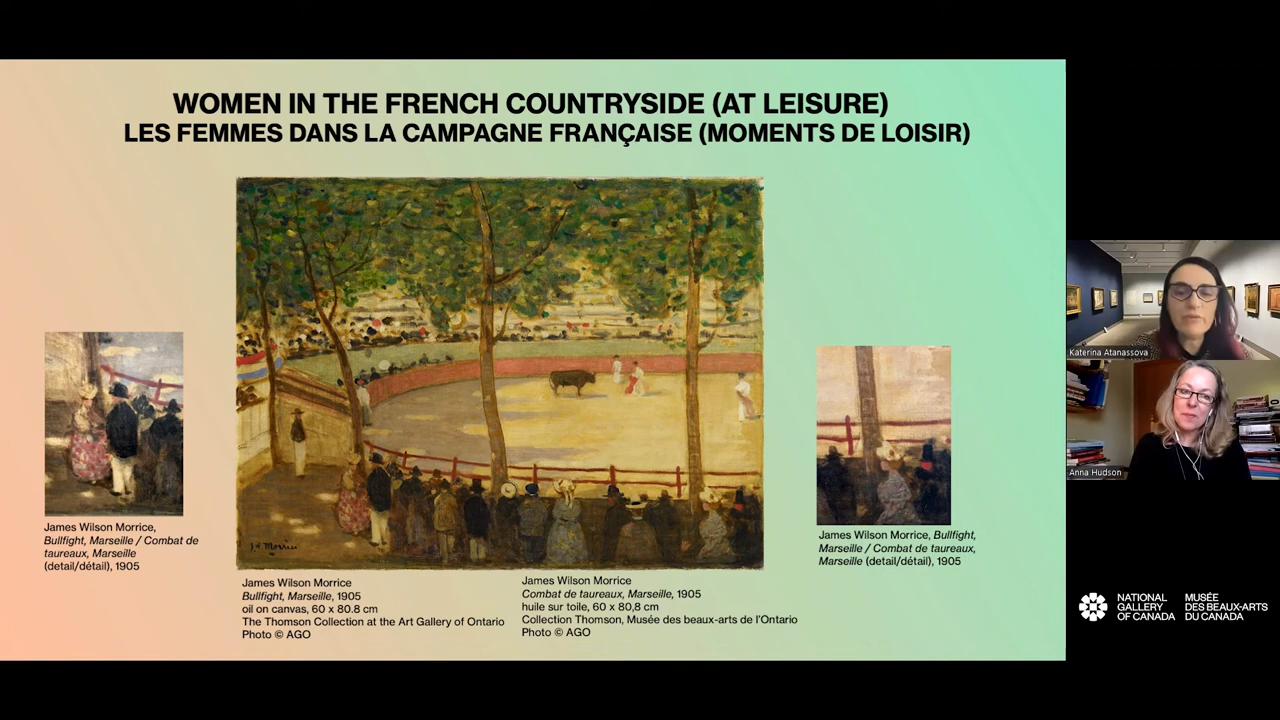 WOMEN IN THE FRENCH COUNTRYSIDE (AT LEISURE)
LES FEMMES DANS LA CAMPAGNE FRANÇAISE (MOMENTS DE LOISIR)
James Wilson Morrice,
Bullfight, Marseille / Combat de
taureaux, Marseille
(detail/détail), 1905
J. W. Morrice
James Wilson Morrice
Bullfight, Marseille, 1905
oil on canvas, 60 x 80.8 cm
The Thomson Collection at the Art Gallery of Ontario
Photo © AGO
James Wilson Morrice
Combat de taureaux, Marseille, 1905
huile sur toile, 60 x 80,8 cm
Collection Thomson, Musée des beaux-arts de l'Ontario
Photo © AGO
James Wilson Morrice, Bullfight,
Marseille / Combat de taureaux,
Marseille (detail/détail), 1905
Katerina Atanassova
Anna Hudson
NATIONAL
GALLERY
OF CANADA
MUSÉE
DES BEAUX-ARTS
DU CANADA